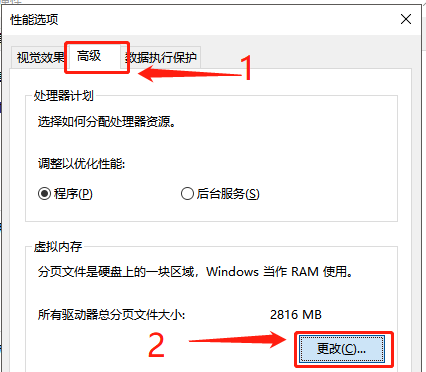 性能选项
视觉效果 高级 数据执行保护
1
处理器计划
选择如何分配处理器资源。
调整以优化性能:
程序(P) 后台服务(S)
虚拟内存
分页文件是硬盘上的一块区域，Windows 当作 RAM 使用。
所有驱动器总分页文件大小: 2816 MB
2 更改(C)...